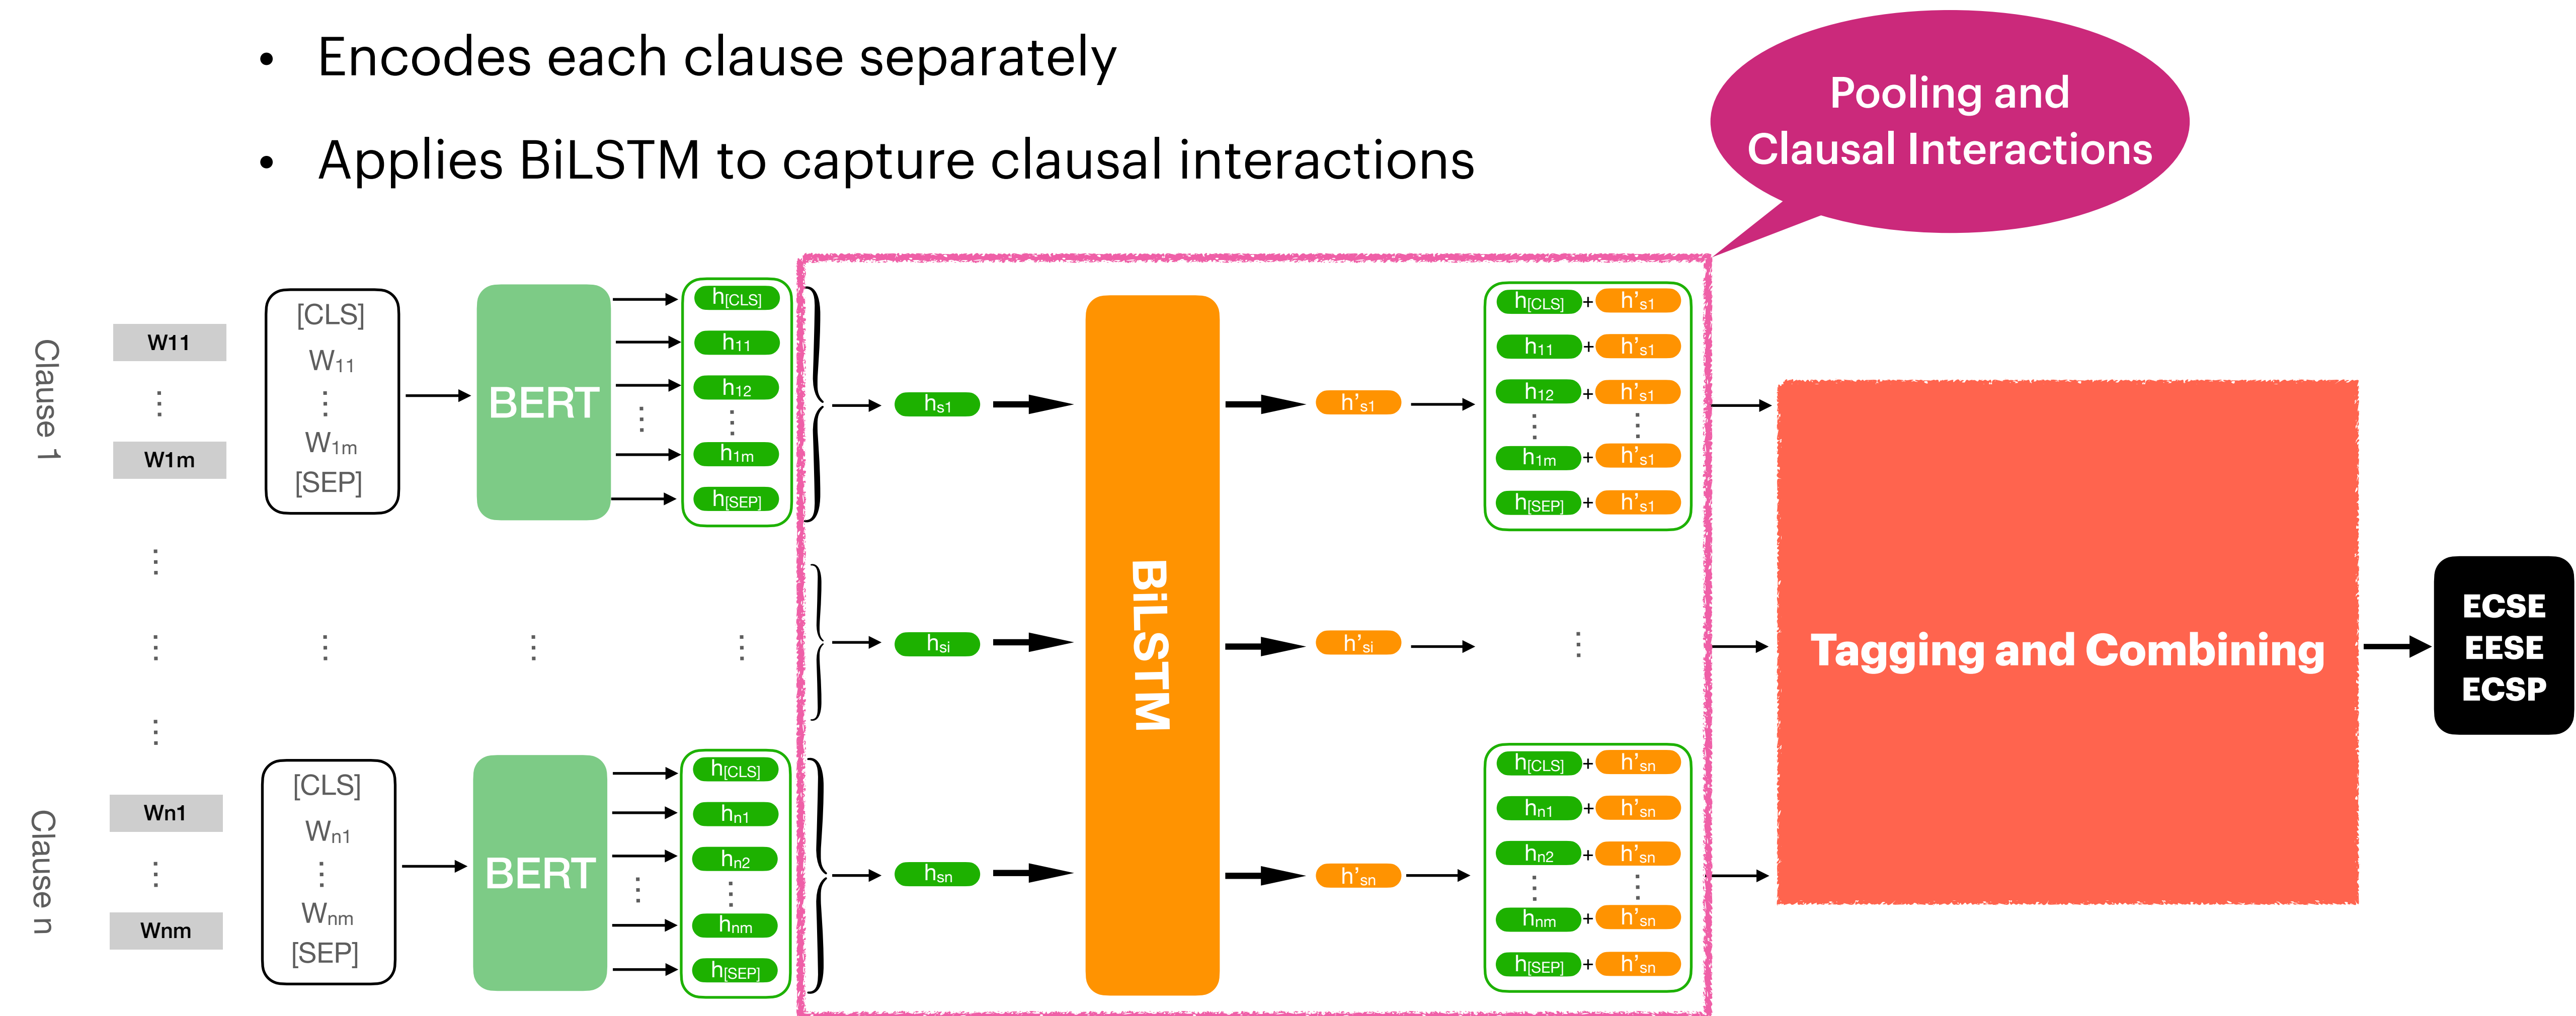 • Encodes each clause separately
• Applies BiLSTM to capture clausal interactions
Pooling and
Clausal Interactions
Clause 1
W11
⋮
W1m
[CLS]
W11
⋮
W1m
[SEP]
BERT
h[CLS]
h11
h12
⋮
h1m
h[SEP]
hs1
h's1
h[CLS] + h's1
h11 + h's1
h12 + h's1
⋮ ⋮
h1m + h's1
h[SEP] + h's1
hsi
BiLSTM
h'si
Tagging and Combining
ECSE
EESE
ECSP
Clause n
Wn1
⋮
Wnm
[CLS]
Wn1
⋮
Wnm
[SEP]
BERT
h[CLS]
hn1
hn2
⋮
hnm
h[SEP]
hsn
h'sn
h[CLS] + h'sn
hn1 + h'sn
hn2 + h'sn
⋮ ⋮
hnm + h'sn
h[SEP] + h'sn